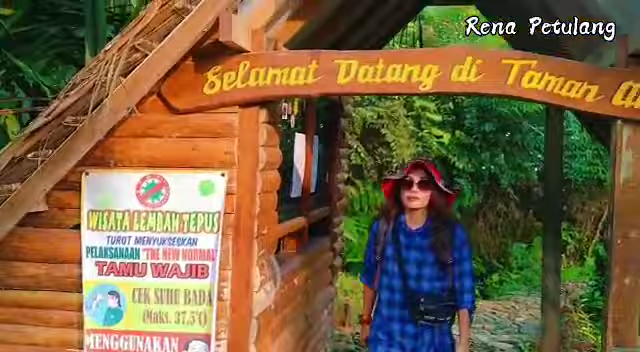 Rena Petulang
Selamat Datang di Taman
WISATA LEMBAH TEPUS
TUROT MENYUKSESKAN
PELAKSANAAN "THE NEW NORMAL"
TAMU WAJIB
CEK SUHU BADA
(Maks. 37,5°C)
MENGGUNAKAN